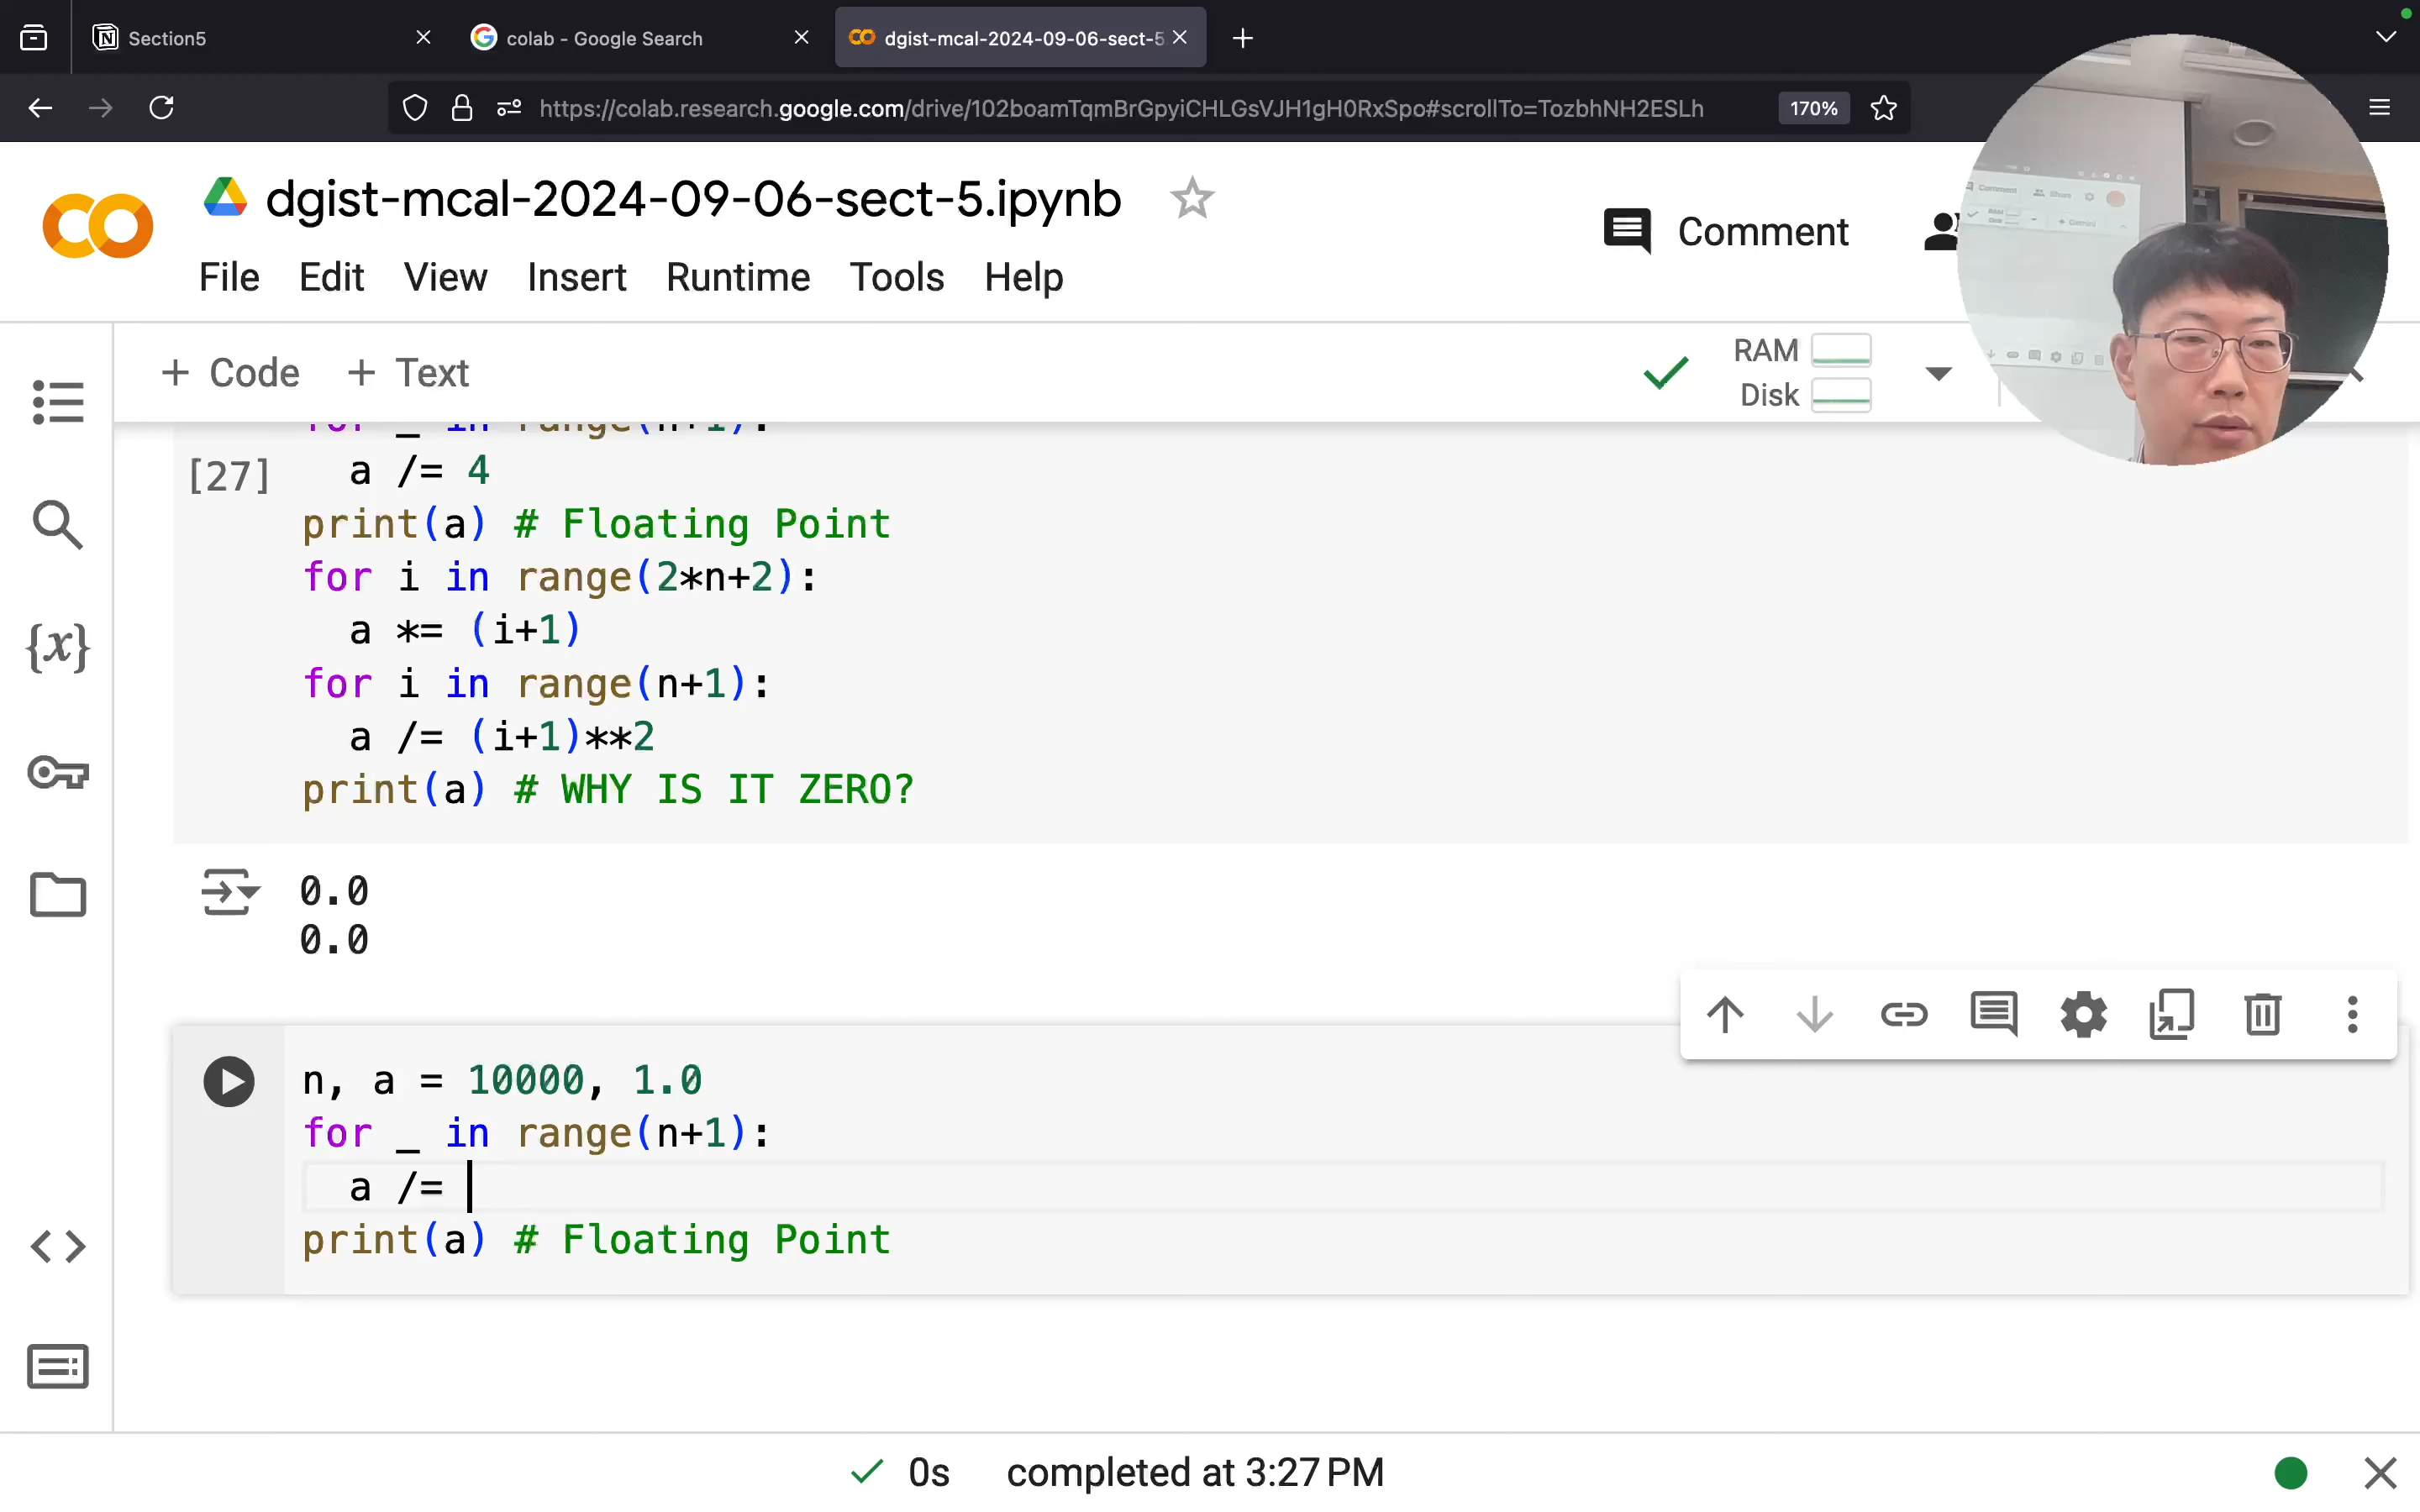 Section5
colab - Google Search
dgist-mcal-2024-09-06-sect-5
https://colab.research.google.com/drive/102boamTqmBrGpyiCHLGsVJH1gH0RxSpo#scrollTo=TozbhNH2ESLh
170%
dgist-mcal-2024-09-06-sect-5.ipynb
Comment
File Edit View Insert Runtime Tools Help
+ Code + Text
RAM
Disk
for _ in range(n+1):
[27]
a /= 4
print(a) # Floating Point
for i in range(2*n+2):
a *= (i+1)
for i in range(n+1):
a /= (i+1)**2
print(a) # WHY IS IT ZERO?
0.0
0.0
n, a = 10000, 1.0
for _ in range(n+1):
a /=
print(a) # Floating Point
{x}
0s completed at 3:27 PM